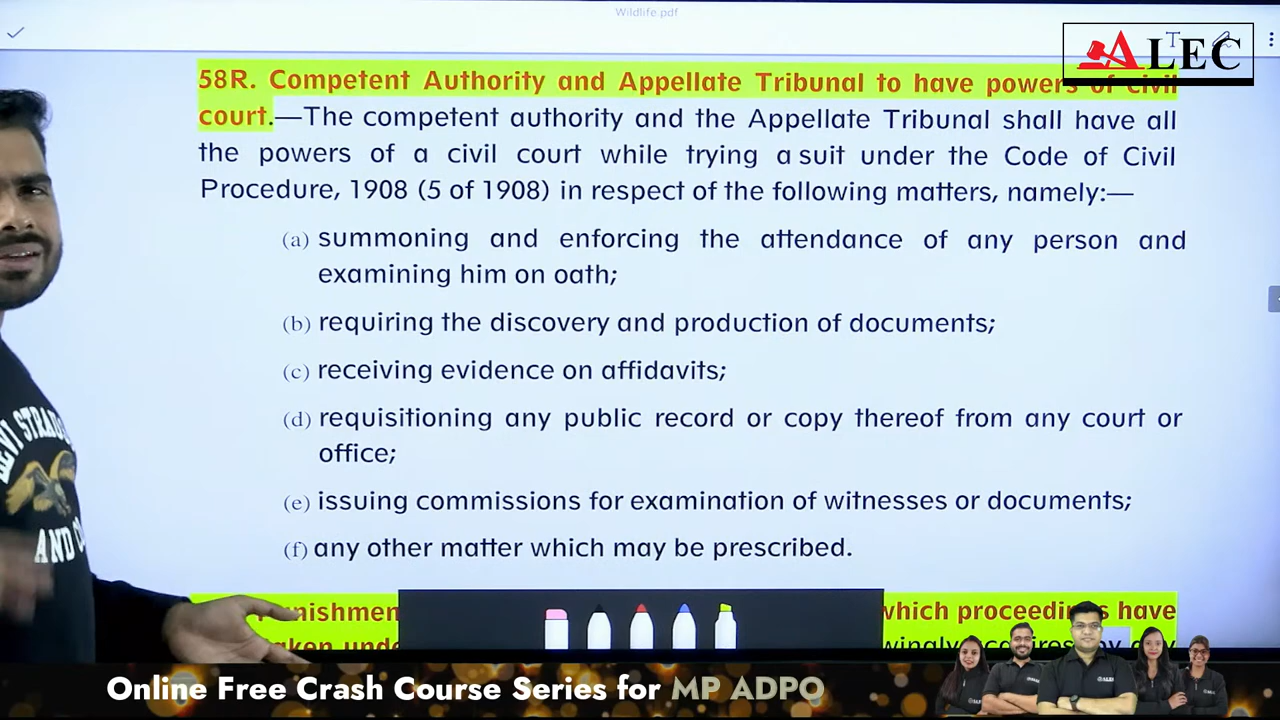 Wildlife.pdf
ALEC
58R. Competent Authority and Appellate Tribunal to have powers of civil
court.—The competent authority and the Appellate Tribunal shall have all
the powers of a civil court while trying a suit under the Code of Civil
Procedure, 1908 (5 of 1908) in respect of the following matters, namely:—
(a) summoning and enforcing the attendance of any person and
examining him on oath;
(b) requiring the discovery and production of documents;
(c) receiving evidence on affidavits;
(d) requisitioning any public record or copy thereof from any court or
office;
(e) issuing commissions for examination of witnesses or documents;
(f) any other matter which may be prescribed.
which proceedings have
AND
Online Free Crash Course Series for MP ADPO